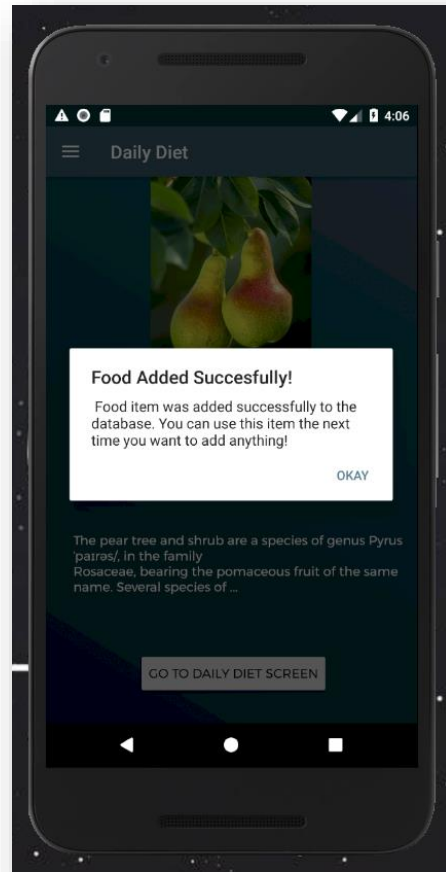 4:06
Daily Diet
Food Added Succesfully!
Food item was added successfully to the
database. You can use this item the next
time you want to add anything!
OKAY
The pear tree and shrub are a species of genus Pyrus
'paɪrəs/, in the family
Rosaceae, bearing the pomaceous fruit of the same
name. Several species of ...
GO TO DAILY DIET SCREEN